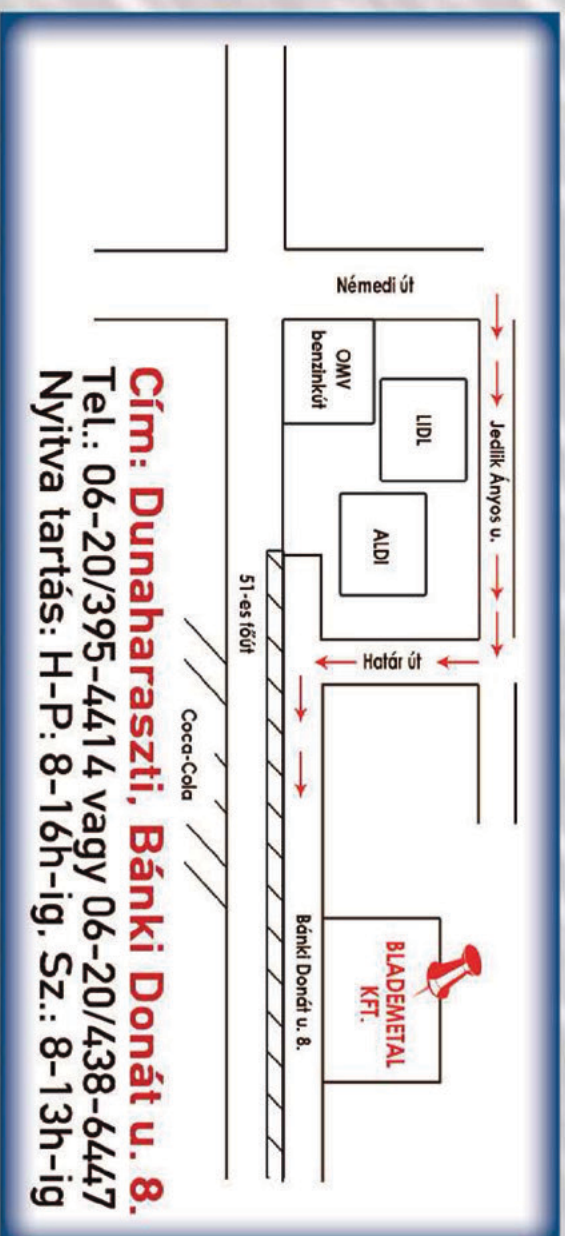 Némedi út
Jedlik Ányos u.
OMV
benzinkút
LIDL
ALDI
Határ út
51-es főút
Coca-Cola
Bánki Donát u. 8.
BLADEMETAL
KFT.
Cím: Dunaharaszti, Bánki Donát u. 8.
Tel.: 06-20/395-4414 vagy 06-20/438-6447
Nyitva tartás: H-P: 8-16h-ig, Sz.: 8-13h-ig